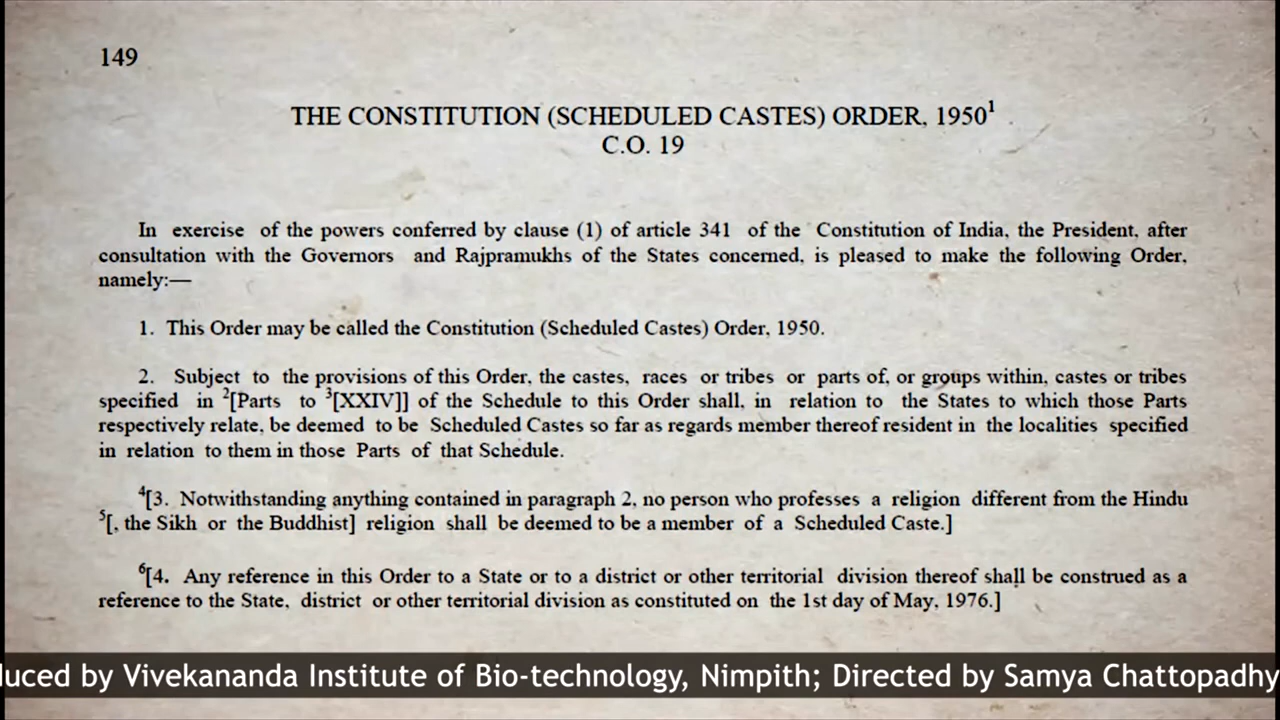 149
THE CONSTITUTION (SCHEDULED CASTES) ORDER, 1950¹
C.O. 19
In exercise of the powers conferred by clause (1) of article 341 of the Constitution of India, the President, after
consultation with the Governors and Rajpramukhs of the States concerned, is pleased to make the following Order,
namely:—
1. This Order may be called the Constitution (Scheduled Castes) Order, 1950.
2. Subject to the provisions of this Order, the castes, races or tribes or parts of, or groups within, castes or tribes
specified in ²[Parts to ³[XXIV]] of the Schedule to this Order shall, in relation to the States to which those Parts
respectively relate, be deemed to be Scheduled Castes so far as regards member thereof resident in the localities specified
in relation to them in those Parts of that Schedule.
⁴[3. Notwithstanding anything contained in paragraph 2, no person who professes a religion different from the Hindu
⁵[, the Sikh or the Buddhist] religion shall be deemed to be a member of a Scheduled Caste.]
⁶[4. Any reference in this Order to a State or to a district or other territorial division thereof shall be construed as a
reference to the State, district or other territorial division as constituted on the 1st day of May, 1976.]
duced by Vivekananda Institute of Bio-technology, Nimpith; Directed by Samya Chattopadhy